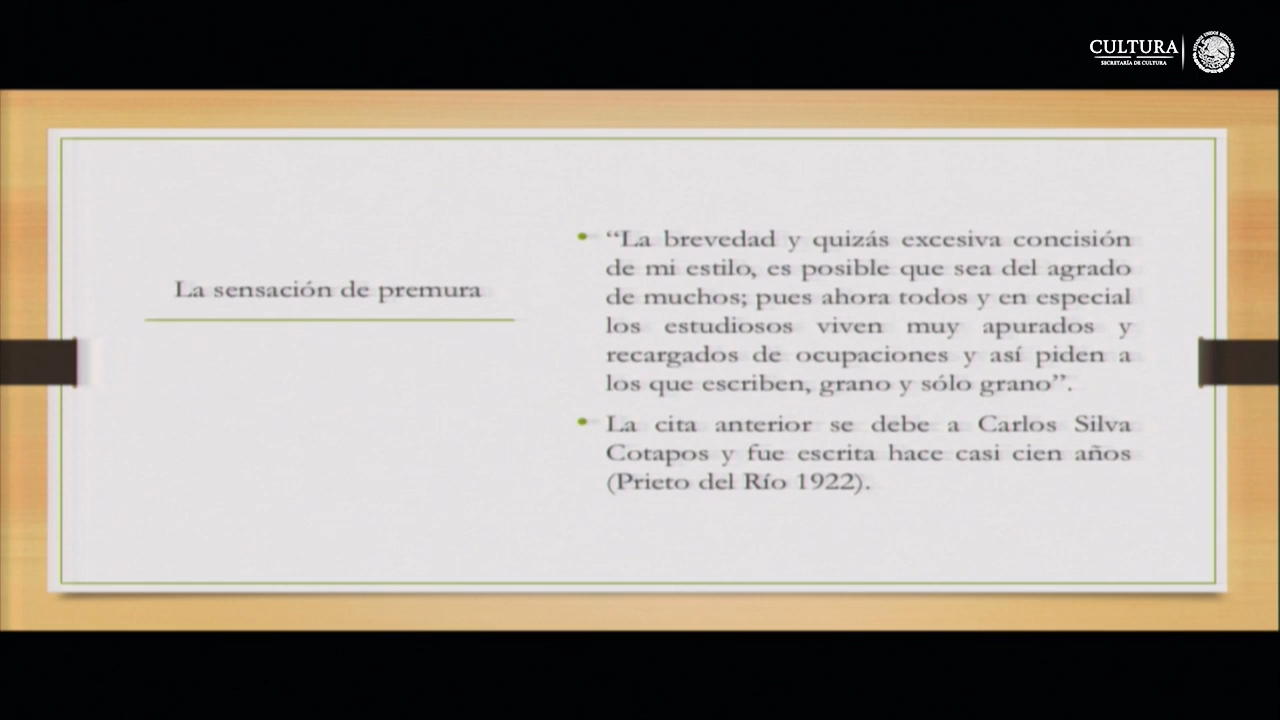 CULTURA
SECRETARÍA DE CULTURA
ESTADOS UNIDOS MEXICANOS
La sensación de premura
• “La brevedad y quizás excesiva concisión
de mi estilo, es posible que sea del agrado
de muchos; pues ahora todos y en especial
los estudiosos viven muy apurados y
recargados de ocupaciones y así piden a
los que escriben, grano y sólo grano”.
• La cita anterior se debe a Carlos Silva
Cotapos y fue escrita hace casi cien años
(Prieto del Río 1922).